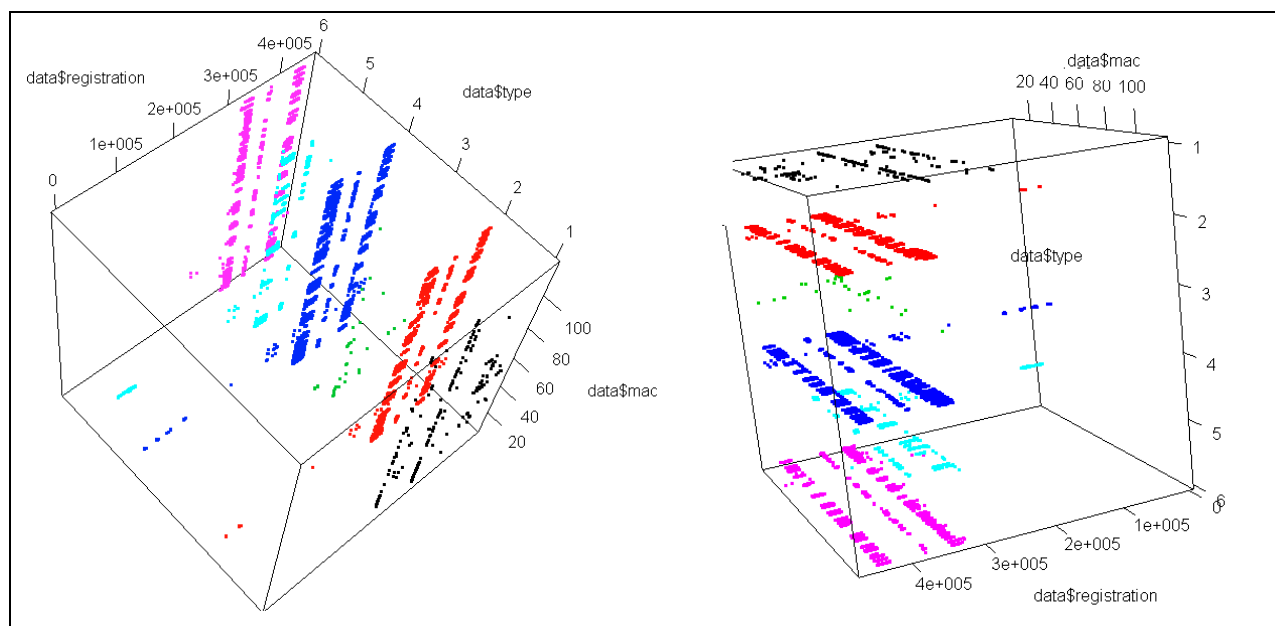 6
4e+005
5
data$registration
3e+005
data$type
4
2e+005
3
1e+005
2
0
1
100
80
data$mac
60
40
20
data$mac
20 40 60 80 100
1
2
data$type
3
4
5
6
0
1e+005
2e+005
3e+005
4e+005
data$registration